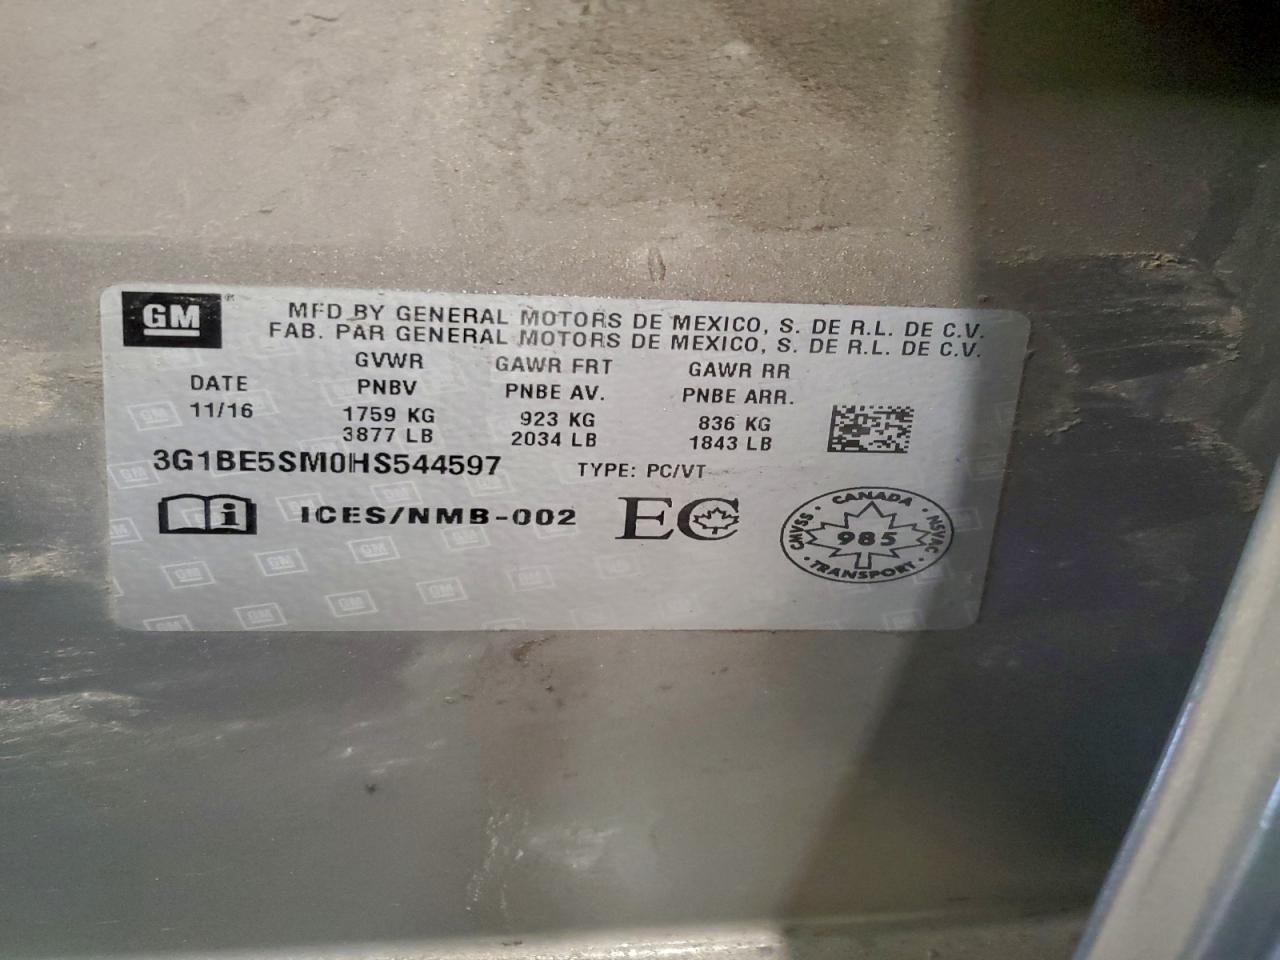 GM
MFD BY GENERAL MOTORS DE MEXICO, S. DE R.L. DE C.V.
FAB. PAR GENERAL MOTORS DE MEXICO, S. DE R.L. DE C.V.
GVWR GAWR FRT GAWR RR
DATE PNBV PNBE AV. PNBE ARR.
11/16 1759 KG 923 KG 836 KG
3877 LB 2034 LB 1843 LB
3G1BE5SM0HS544597 TYPE: PC/VT
i ICES/NMB-002 EC
CANADA
CMVSS 985 NSVAC
TRANSPORT